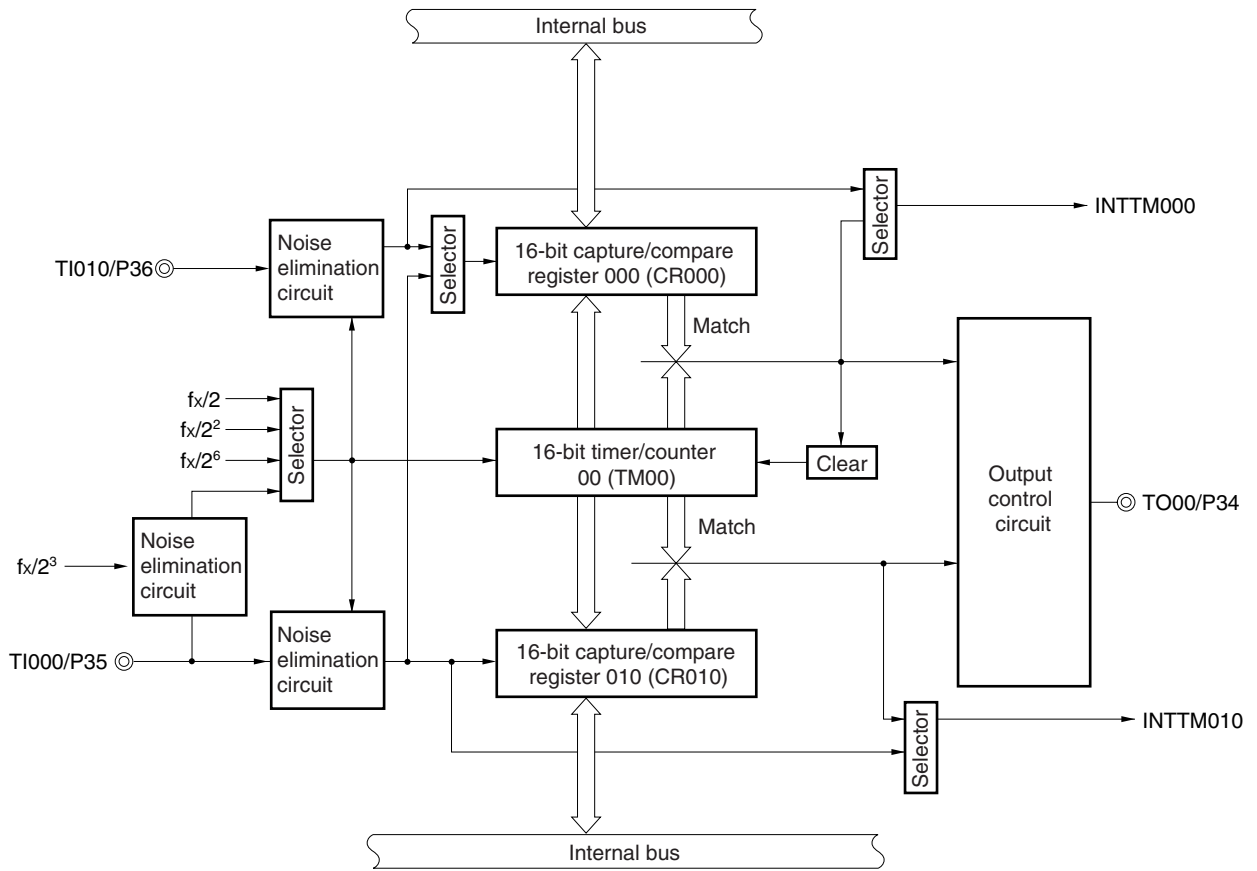 Internal bus
Selector
INTTM000
Noise
elimination
circuit
TI010/P36
Selector
16-bit capture/compare
register 000 (CR000)
Match
fx/2
fx/2²
fx/2⁶
Selector
16-bit timer/counter
00 (TM00)
Clear
Output
control
circuit
TO00/P34
Match
Noise
elimination
circuit
fx/2³
TI000/P35
Noise
elimination
circuit
16-bit capture/compare
register 010 (CR010)
Selector
INTTM010
Internal bus